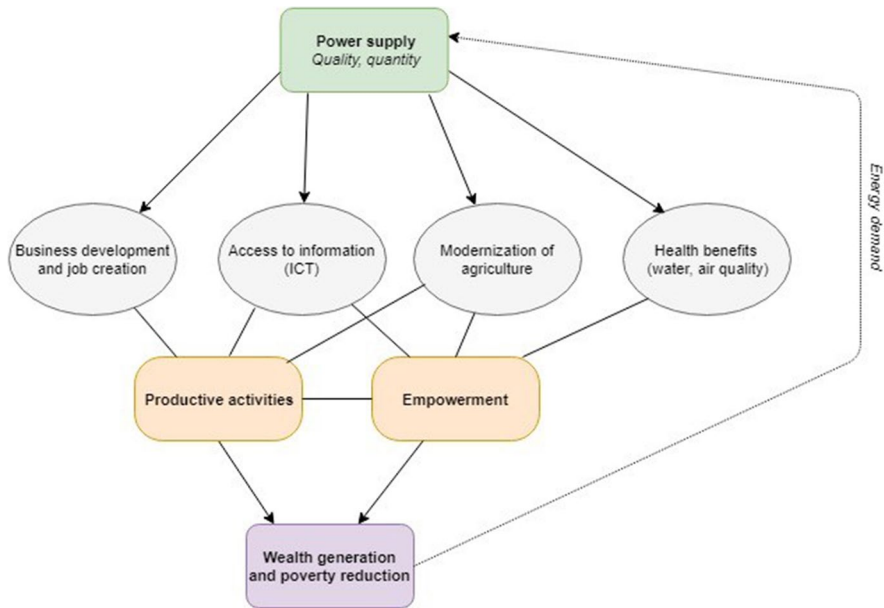 Power supply
Quality, quantity
Business development
and job creation
Access to information
(ICT)
Modernization of
agriculture
Health benefits
(water, air quality)
Energy demand
Productive activities
Empowerment
Wealth generation
and poverty reduction